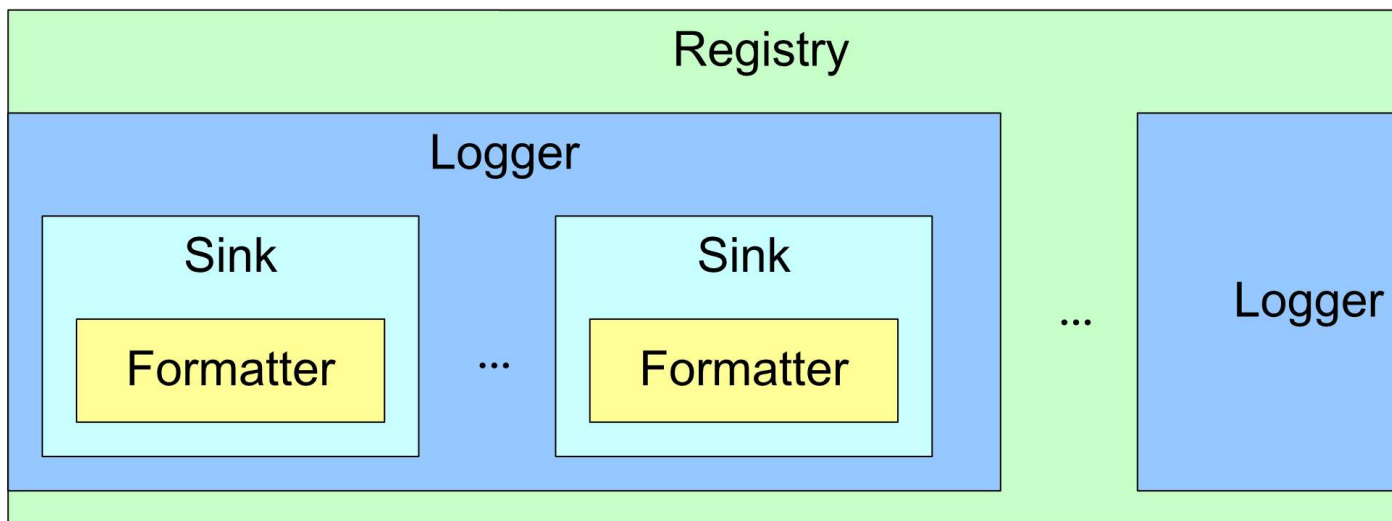 Registry
Logger
Sink
Formatter
...
Sink
Formatter
...
Logger